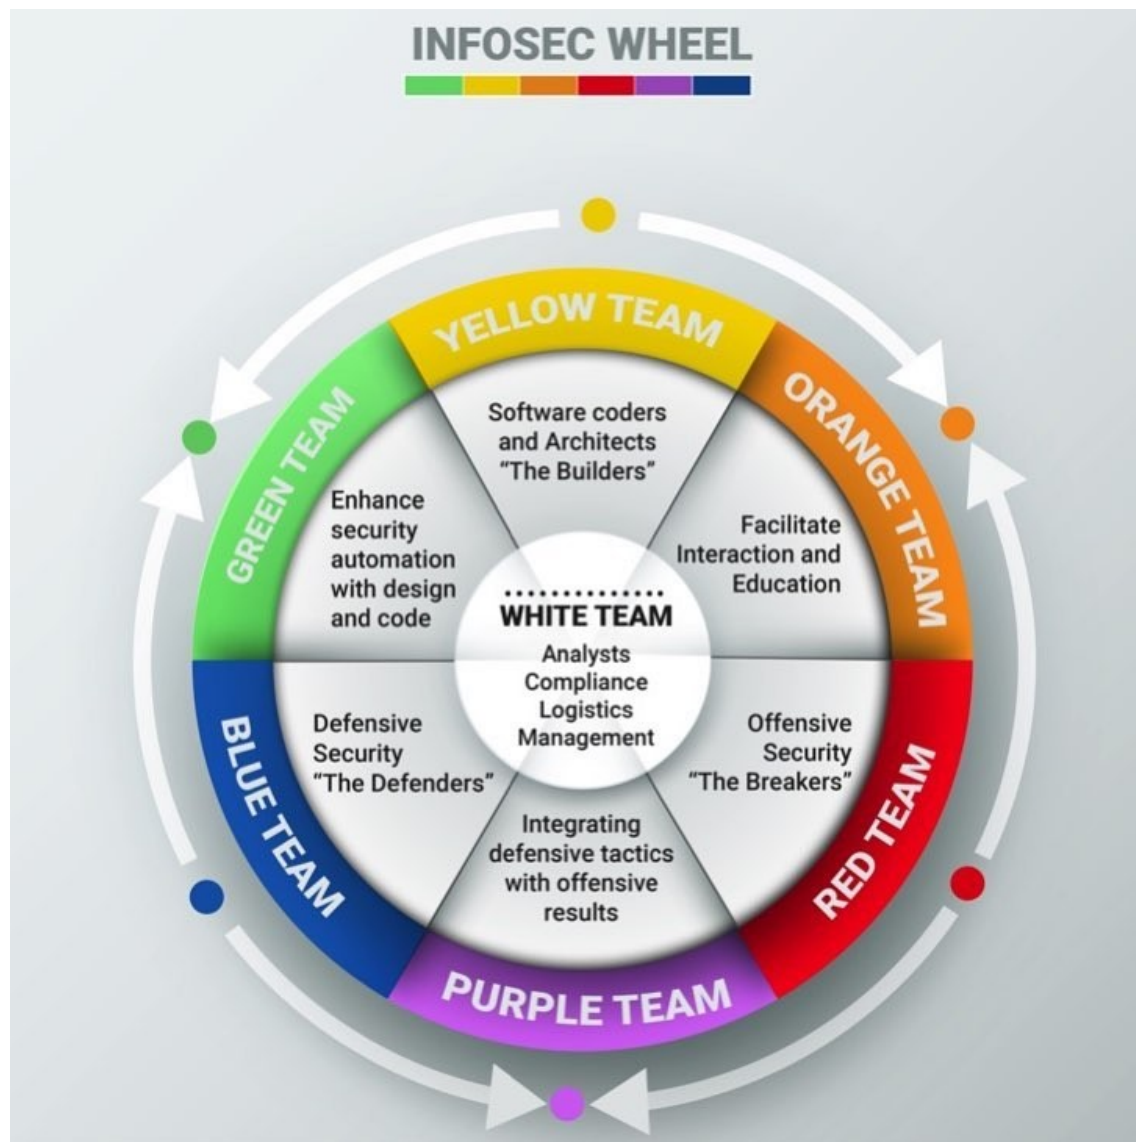 INFOSEC WHEEL
YELLOW TEAM
Software coders
and Architects
“The Builders”
ORANGE TEAM
Facilitate
Interaction and
Education
RED TEAM
Offensive
Security
“The Breakers”
PURPLE TEAM
Integrating
defensive tactics
with offensive
results
BLUE TEAM
Defensive
Security
“The Defenders”
GREEN TEAM
Enhance
security
automation
with design
and code
WHITE TEAM
Analysts
Compliance
Logistics
Management